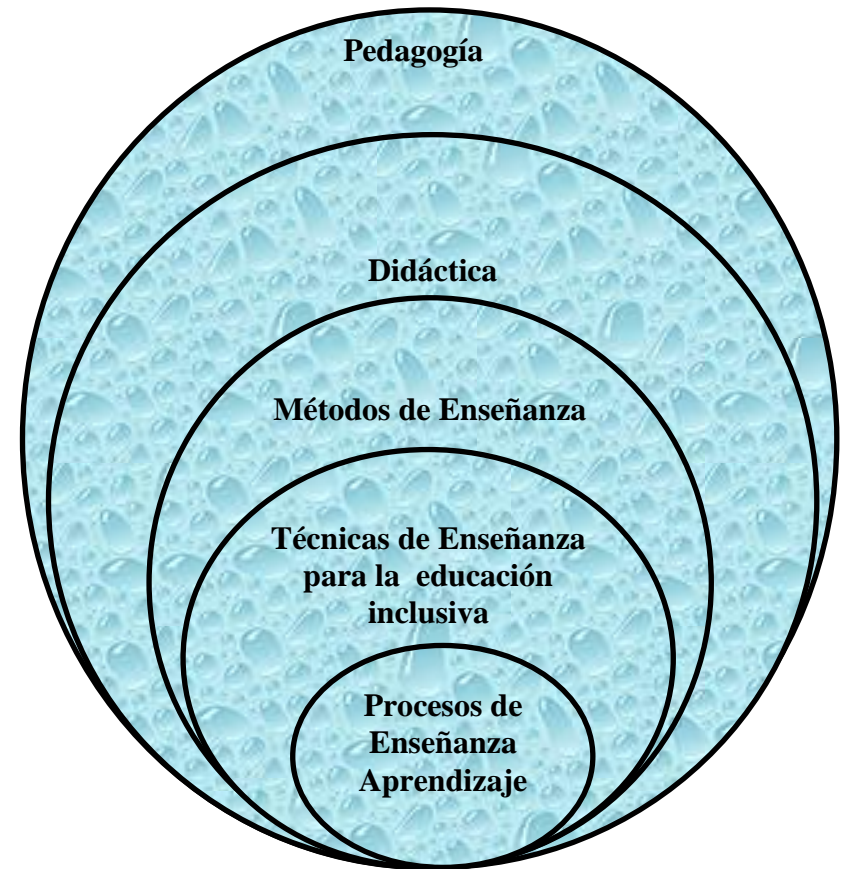 Pedagogía
Didáctica
Métodos de Enseñanza
Técnicas de Enseñanza
para la educación
inclusiva
Procesos de
Enseñanza
Aprendizaje